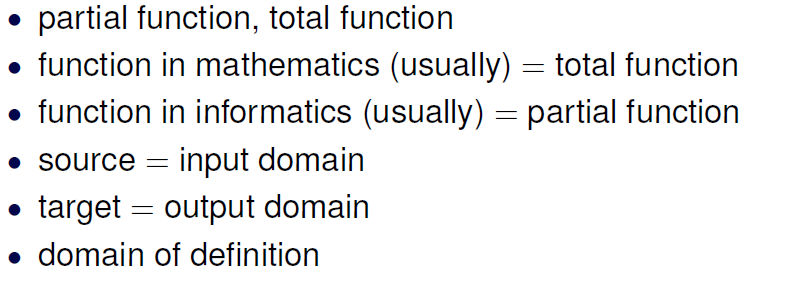 • partial function, total function
• function in mathematics (usually) = total function
• function in informatics (usually) = partial function
• source = input domain
• target = output domain
• domain of definition